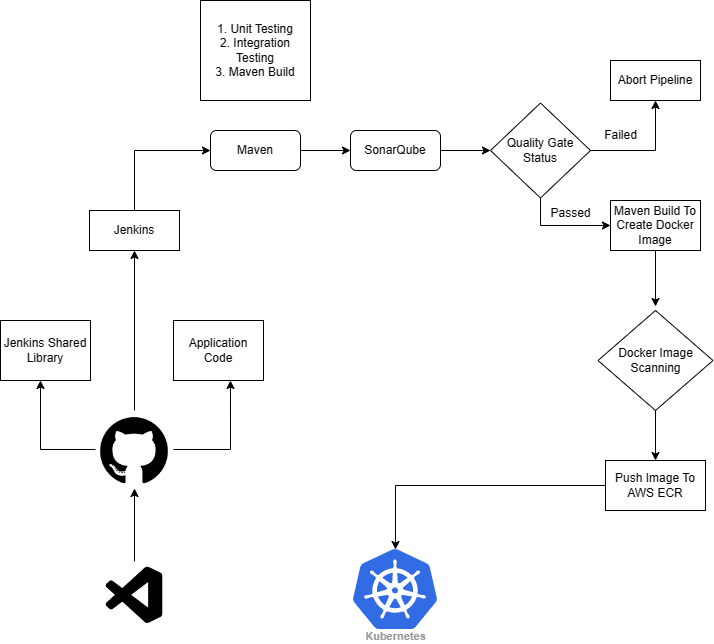 1. Unit Testing
2. Integration
Testing
3. Maven Build
Abort Pipeline
Maven
SonarQube
Quality Gate
Status
Failed
Passed
Maven Build To
Create Docker
Image
Jenkins
Jenkins Shared
Library
Application
Code
Docker Image
Scanning
Push Image To
AWS ECR
Kubernetes